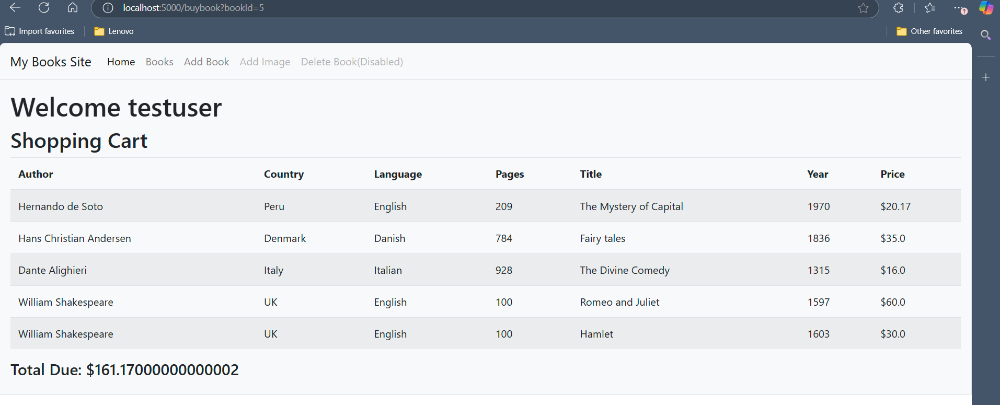 localhost:5000/buybook?bookId=5
Import favorites Lenovo Other favorites
My Books Site Home Books Add Book Add Image Delete Book(Disabled)
Welcome testuser
Shopping Cart
Author Country Language Pages Title Year Price
Hernando de Soto Peru English 209 The Mystery of Capital 1970 $20.17
Hans Christian Andersen Denmark Danish 784 Fairy tales 1836 $35.0
Dante Alighieri Italy Italian 928 The Divine Comedy 1315 $16.0
William Shakespeare UK English 100 Romeo and Juliet 1597 $60.0
William Shakespeare UK English 100 Hamlet 1603 $30.0
Total Due: $161.17000000000002